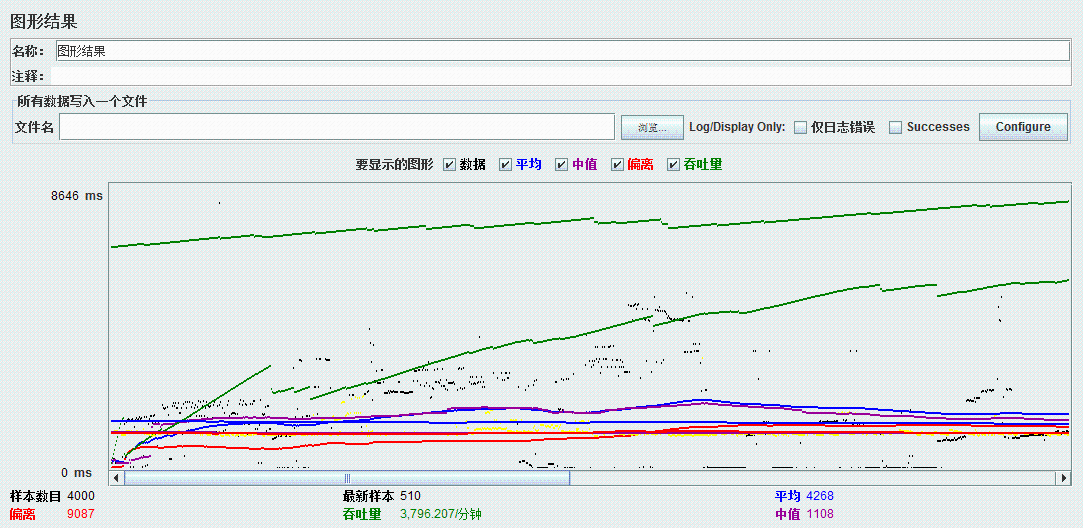 图形结果
名称： 图形结果
注释：
所有数据写入一个文件
文件名 浏览... Log/Display Only: 仅日志错误 Successes Configure
要显示的图形 数据 平均 中值 偏离 吞吐量
8646 ms
0 ms
样本数目 4000 最新样本 510 平均 4268
偏离 9087 吞吐量 3,796.207/分钟 中值 1108